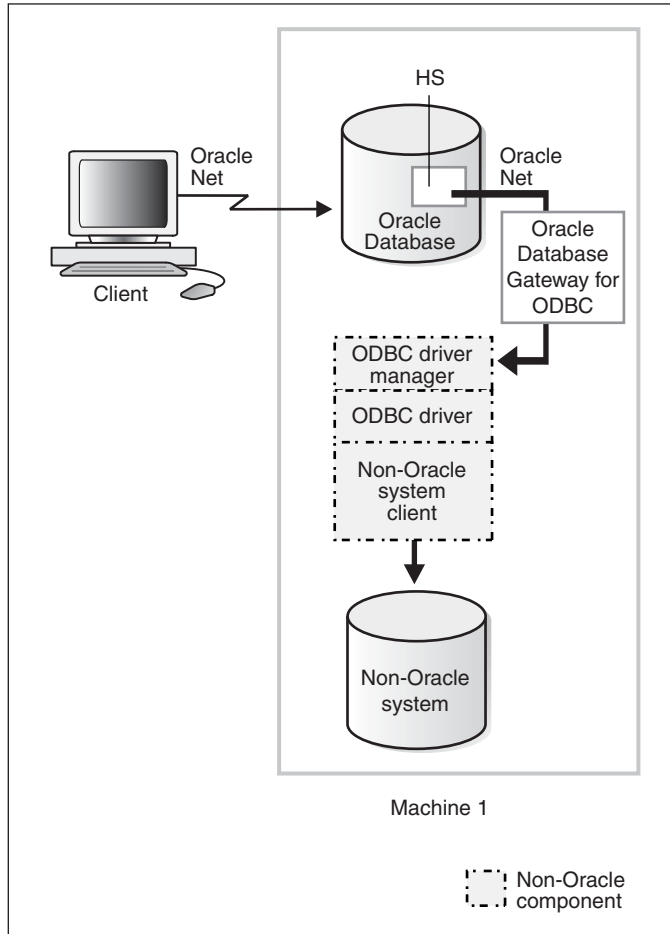 HS
Oracle
Net
Oracle
Database
Oracle
Net
Oracle
Database
Gateway for
ODBC
Client
ODBC driver
manager
ODBC driver
Non-Oracle
system
client
Non-Oracle
system
Machine 1
Non-Oracle
component